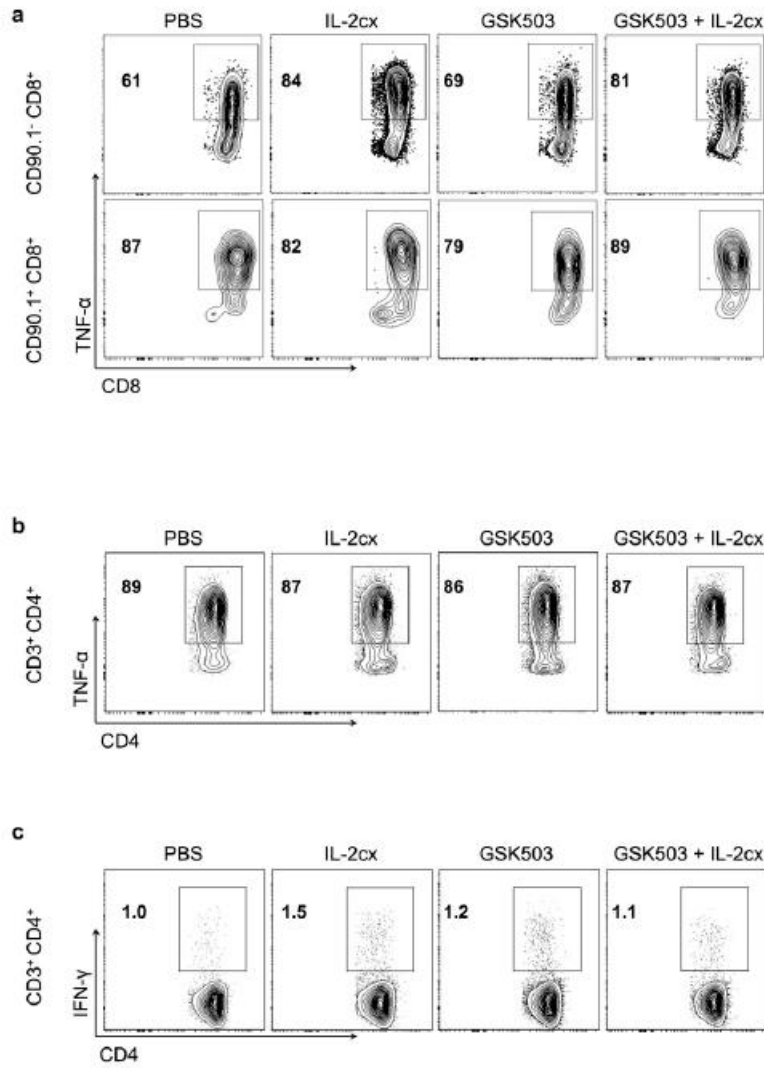 a
PBS IL-2cx GSK503 GSK503 + IL-2cx
CD90.1⁻ CD8⁺
61 84 69 81
CD90.1⁺ CD8⁺
87 82 79 89
TNF-α
CD8
b
PBS IL-2cx GSK503 GSK503 + IL-2cx
CD3⁺ CD4⁺
89 87 86 87
TNF-α
CD4
c
PBS IL-2cx GSK503 GSK503 + IL-2cx
CD3⁺ CD4⁺
1.0 1.5 1.2 1.1
IFN-γ
CD4